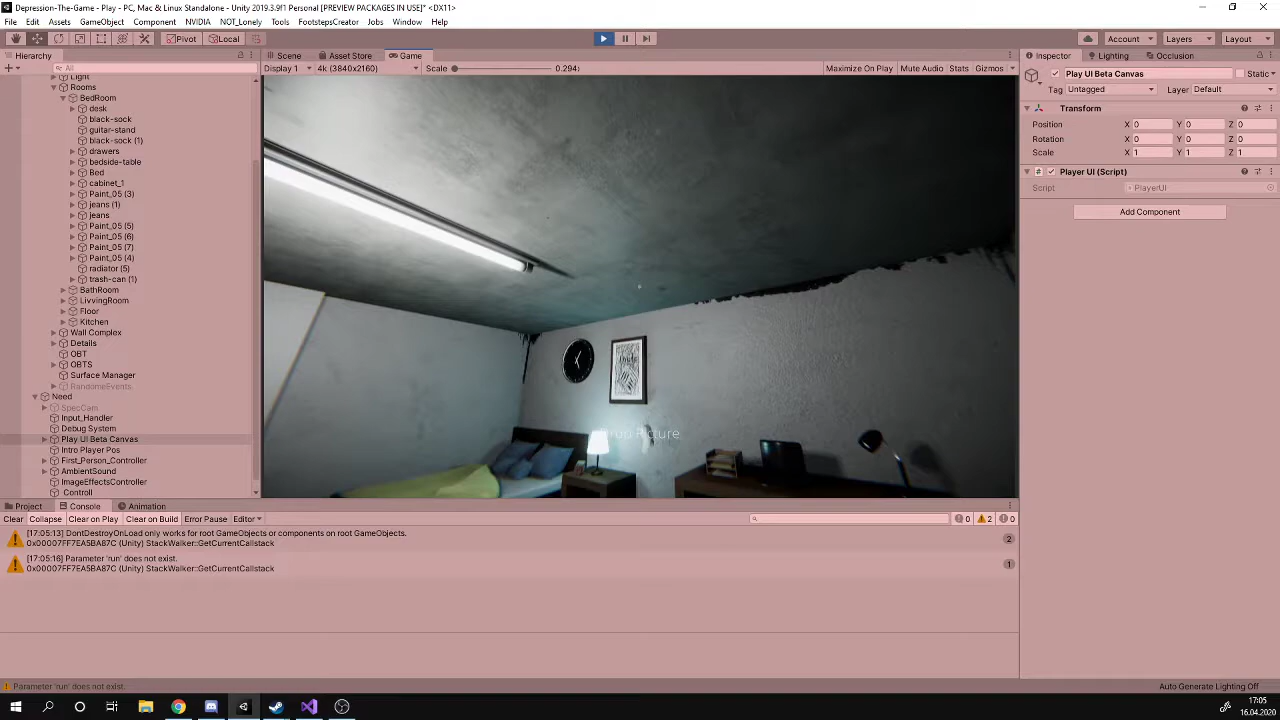 Depression-The-Game - Play - PC, Mac & Linux Standalone - Unity 2019.3.9f1 Personal [PREVIEW PACKAGES IN USE]* <DX11>
File Edit Assets GameObject Component NVIDIA NOT_Lonely Tools FootstepsCreator Jobs Window Help
Pivot Local Account Layers Layout
Hierarchy Scene Asset Store Game Inspector Lighting Occlusion
All Display 1 4k (3840x2160) Scale 0.294x Maximize On Play Mute Audio Stats Gizmos
Play UI Beta Canvas Static
Tag Untagged Layer Default
Transform
Position X 0 Y 0 Z 0
Rotation X 0 Y 0 Z 0
Scale X 1 Y 1 Z 1
Player UI (Script)
Script PlayerUI
Add Component
Light
Rooms
BedRoom
desk
black-sock
guitar-stand
black-sock (1)
drawers
bedside-table
Bed
cabinet_1
Paint_05 (3)
jeans (1)
jeans
Paint_05 (5)
Paint_05 (6)
Paint_05 (7)
Paint_05 (4)
radiator (5)
trash-can (1)
BathRoom
LivvingRoom
Floor
Kitchen
Wall Complex
Details
OBT
OBTS
Surface Manager
RandomeEvents
Need
SpecCam
Input_Handler
Debug System
Play UI Beta Canvas
Intro Player Pos
First_Person_Controller
AmbientSound
ImageEffectsController
Controll
Drop Picture
Project Console Animation
Clear Collapse Clear on Play Clear on Build Error Pause Editor 0 2 0
[17:05:13] DontDestroyOnLoad only works for root GameObjects or components on root GameObjects.
0x00007FF7EA5BA87C (Unity) StackWalker::GetCurrentCallstack
2
[17:05:16] Parameter 'run' does not exist.
0x00007FF7EA5BA87C (Unity) StackWalker::GetCurrentCallstack
1
Parameter 'run' does not exist.
Auto Generate Lighting Off
17:05
16.04.2020